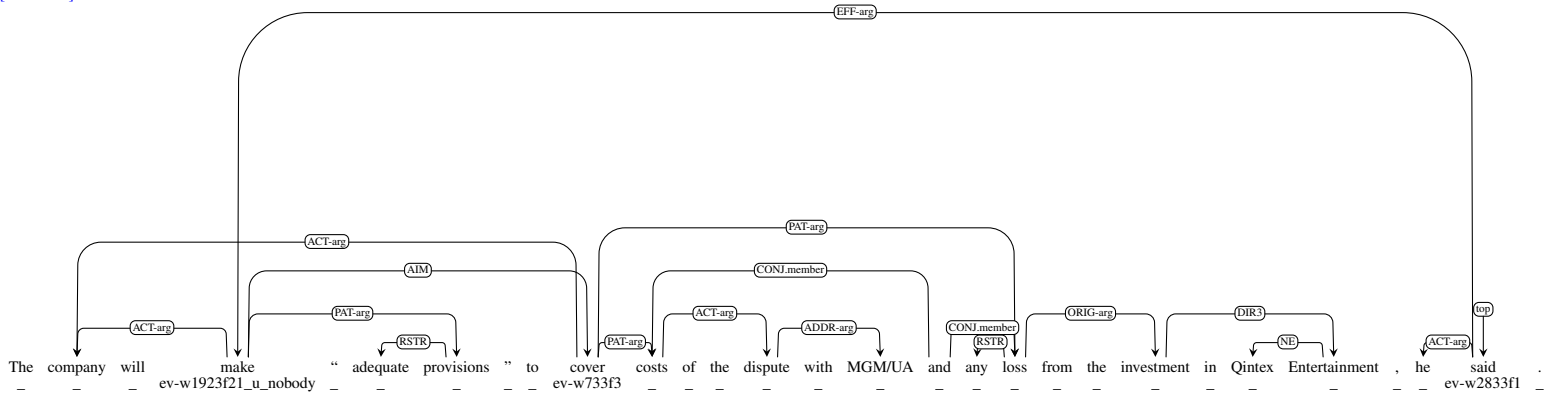 EFF-arg
PAT-arg
ACT-arg
AIM CONJ.member
top
PAT-arg ACT-arg ORIG-arg DIR3
ACT-arg ADDR-arg CONJ.member
RSTR PAT-arg RSTR NE ACT-arg
The company will make “ adequate provisions ” to cover costs of the dispute with MGM/UA and any loss from the investment in Qintex Entertainment , he said .
_ _ _ ev-w1923f21_u_nobody _ _ _ _ _ ev-w733f3 _ _ _ _ _ _ _ _ _ _ _ _ _ _ _ _ _ ev-w2833f1 _